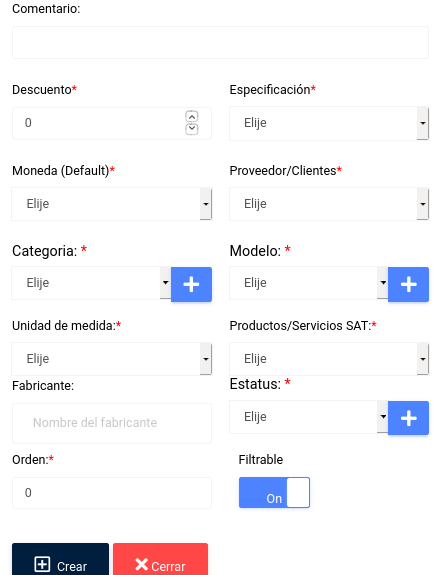 Comentario:
Descuento* Especificación*
0 Elije
Moneda (Default)* Proveedor/Clientes*
Elije Elije
Categoria: * Modelo: *
Elije Elije
Unidad de medida:* Productos/Servicios SAT:*
Elije Elije
Fabricante: Estatus: *
Nombre del fabricante Elije
Orden:* Filtrable
0 On
Crear Cerrar